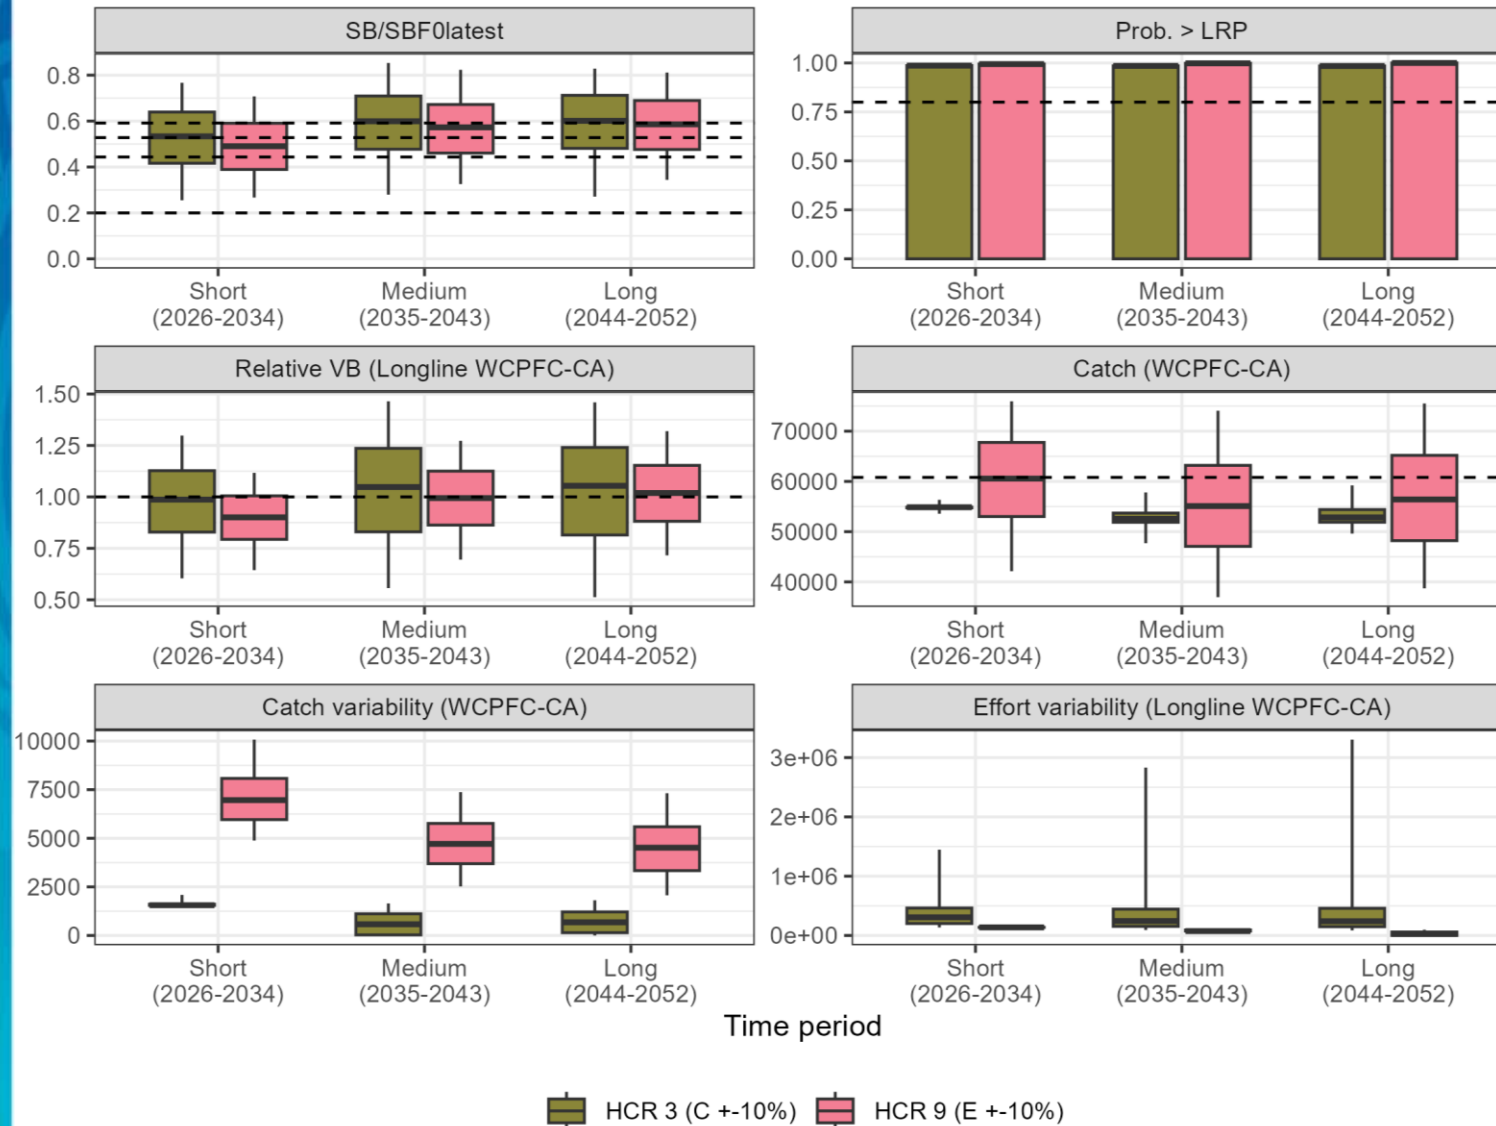 SB/SBF0latest
0.8
0.6
0.4
0.2
0.0
Short
(2026-2034)
Medium
(2035-2043)
Long
(2044-2052)
Prob. > LRP
1.00
0.75
0.50
0.25
0.00
Short
(2026-2034)
Medium
(2035-2043)
Long
(2044-2052)
Relative VB (Longline WCPFC-CA)
1.50
1.25
1.00
0.75
0.50
Short
(2026-2034)
Medium
(2035-2043)
Long
(2044-2052)
Catch (WCPFC-CA)
70000
60000
50000
40000
Short
(2026-2034)
Medium
(2035-2043)
Long
(2044-2052)
Catch variability (WCPFC-CA)
10000
7500
5000
2500
0
Short
(2026-2034)
Medium
(2035-2043)
Long
(2044-2052)
Effort variability (Longline WCPFC-CA)
3e+06
2e+06
1e+06
0e+00
Short
(2026-2034)
Medium
(2035-2043)
Long
(2044-2052)
Time period
HCR 3 (C +-10%)
HCR 9 (E +-10%)